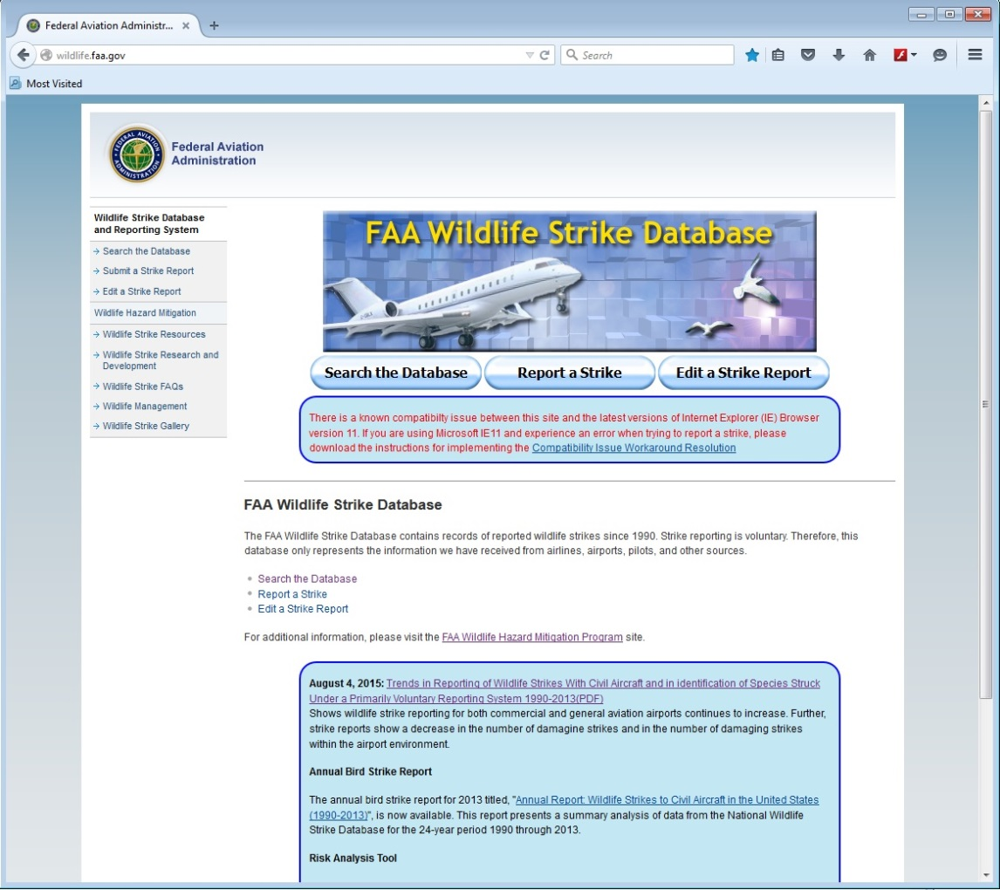 Federal Aviation Administr...
wildlife.faa.gov
Search
Most Visited
FEDERAL AVIATION ADMINISTRATION
Federal Aviation
Administration
Wildlife Strike Database
and Reporting System
Search the Database
Submit a Strike Report
Edit a Strike Report
Wildlife Hazard Mitigation
Wildlife Strike Resources
Wildlife Strike Research and
Development
Wildlife Strike FAQs
Wildlife Management
Wildlife Strike Gallery
FAA Wildlife Strike Database
Search the Database
Report a Strike
Edit a Strike Report
There is a known compatibilty issue between this site and the latest versions of Internet Explorer (IE) Browser
version 11. If you are using Microsoft IE11 and experience an error when trying to report a strike, please
download the instructions for implementing the Compatibility Issue Workaround Resolution
FAA Wildlife Strike Database
The FAA Wildlife Strike Database contains records of reported wildlife strikes since 1990. Strike reporting is voluntary. Therefore, this
database only represents the information we have received from airlines, airports, pilots, and other sources.
Search the Database
Report a Strike
Edit a Strike Report
For additional information, please visit the FAA Wildlife Hazard Mitigation Program site.
August 4, 2015: Trends in Reporting of Wildlife Strikes With Civil Aircraft and in identification of Species Struck
Under a Primarily Voluntary Reporting System 1990-2013(PDF)
Shows wildlife strike reporting for both commercial and general aviation airports continues to increase. Further,
strike reports show a decrease in the number of damagine strikes and in the number of damaging strikes
within the airport environment.
Annual Bird Strike Report
The annual bird strike report for 2013 titled, "Annual Report: Wildlife Strikes to Civil Aircraft in the United States
(1990-2013)", is now available. This report presents a summary analysis of data from the National Wildlife
Strike Database for the 24-year period 1990 through 2013.
Risk Analysis Tool